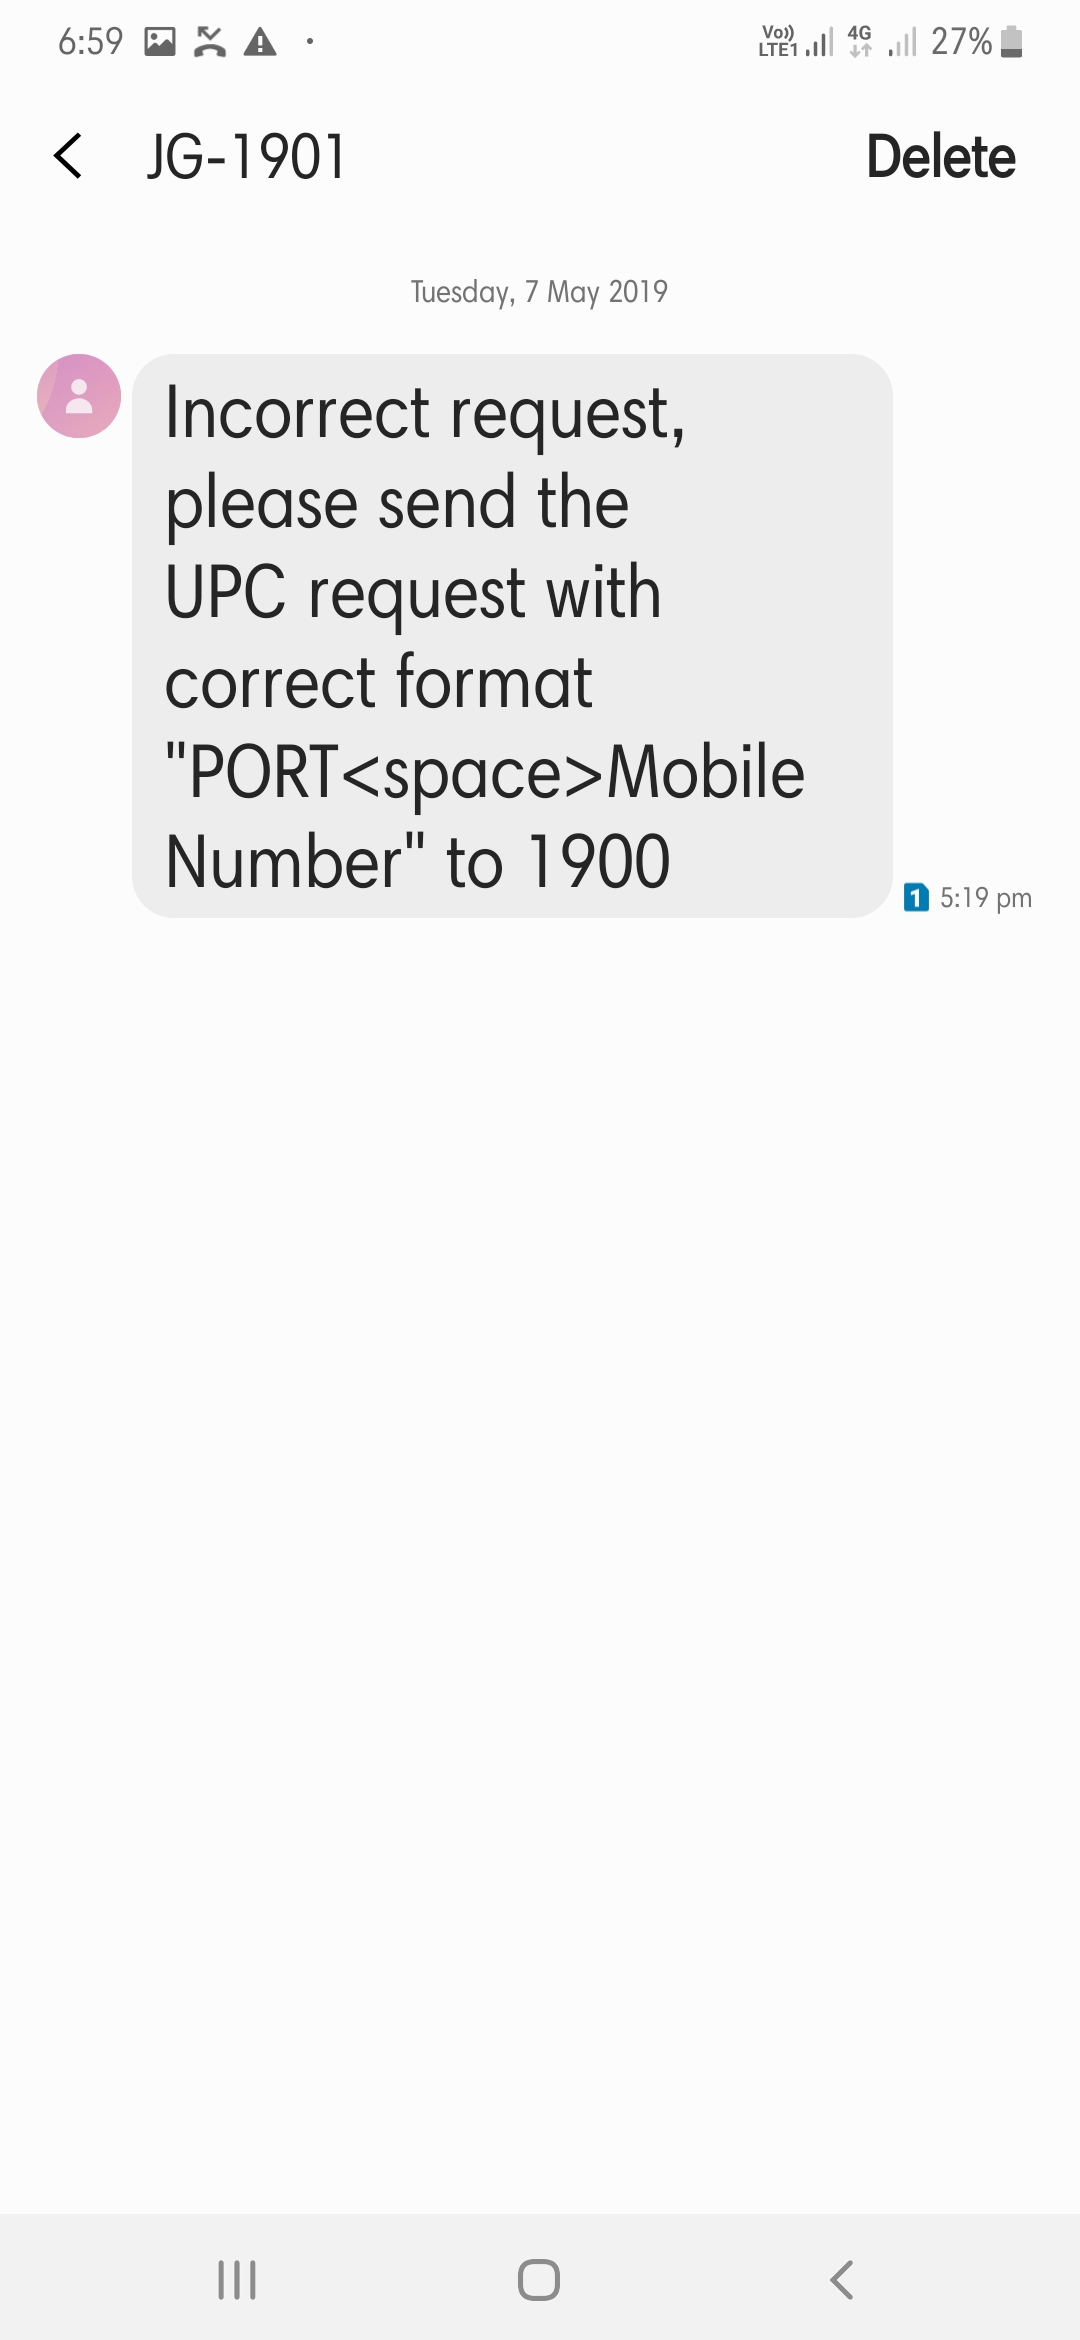 6:59 Vo)) LTE1 4G 27%
JG-1901 Delete
Tuesday, 7 May 2019
Incorrect request,
please send the
UPC request with
correct format
"PORT<space>Mobile
Number" to 1900
1 5:19 pm